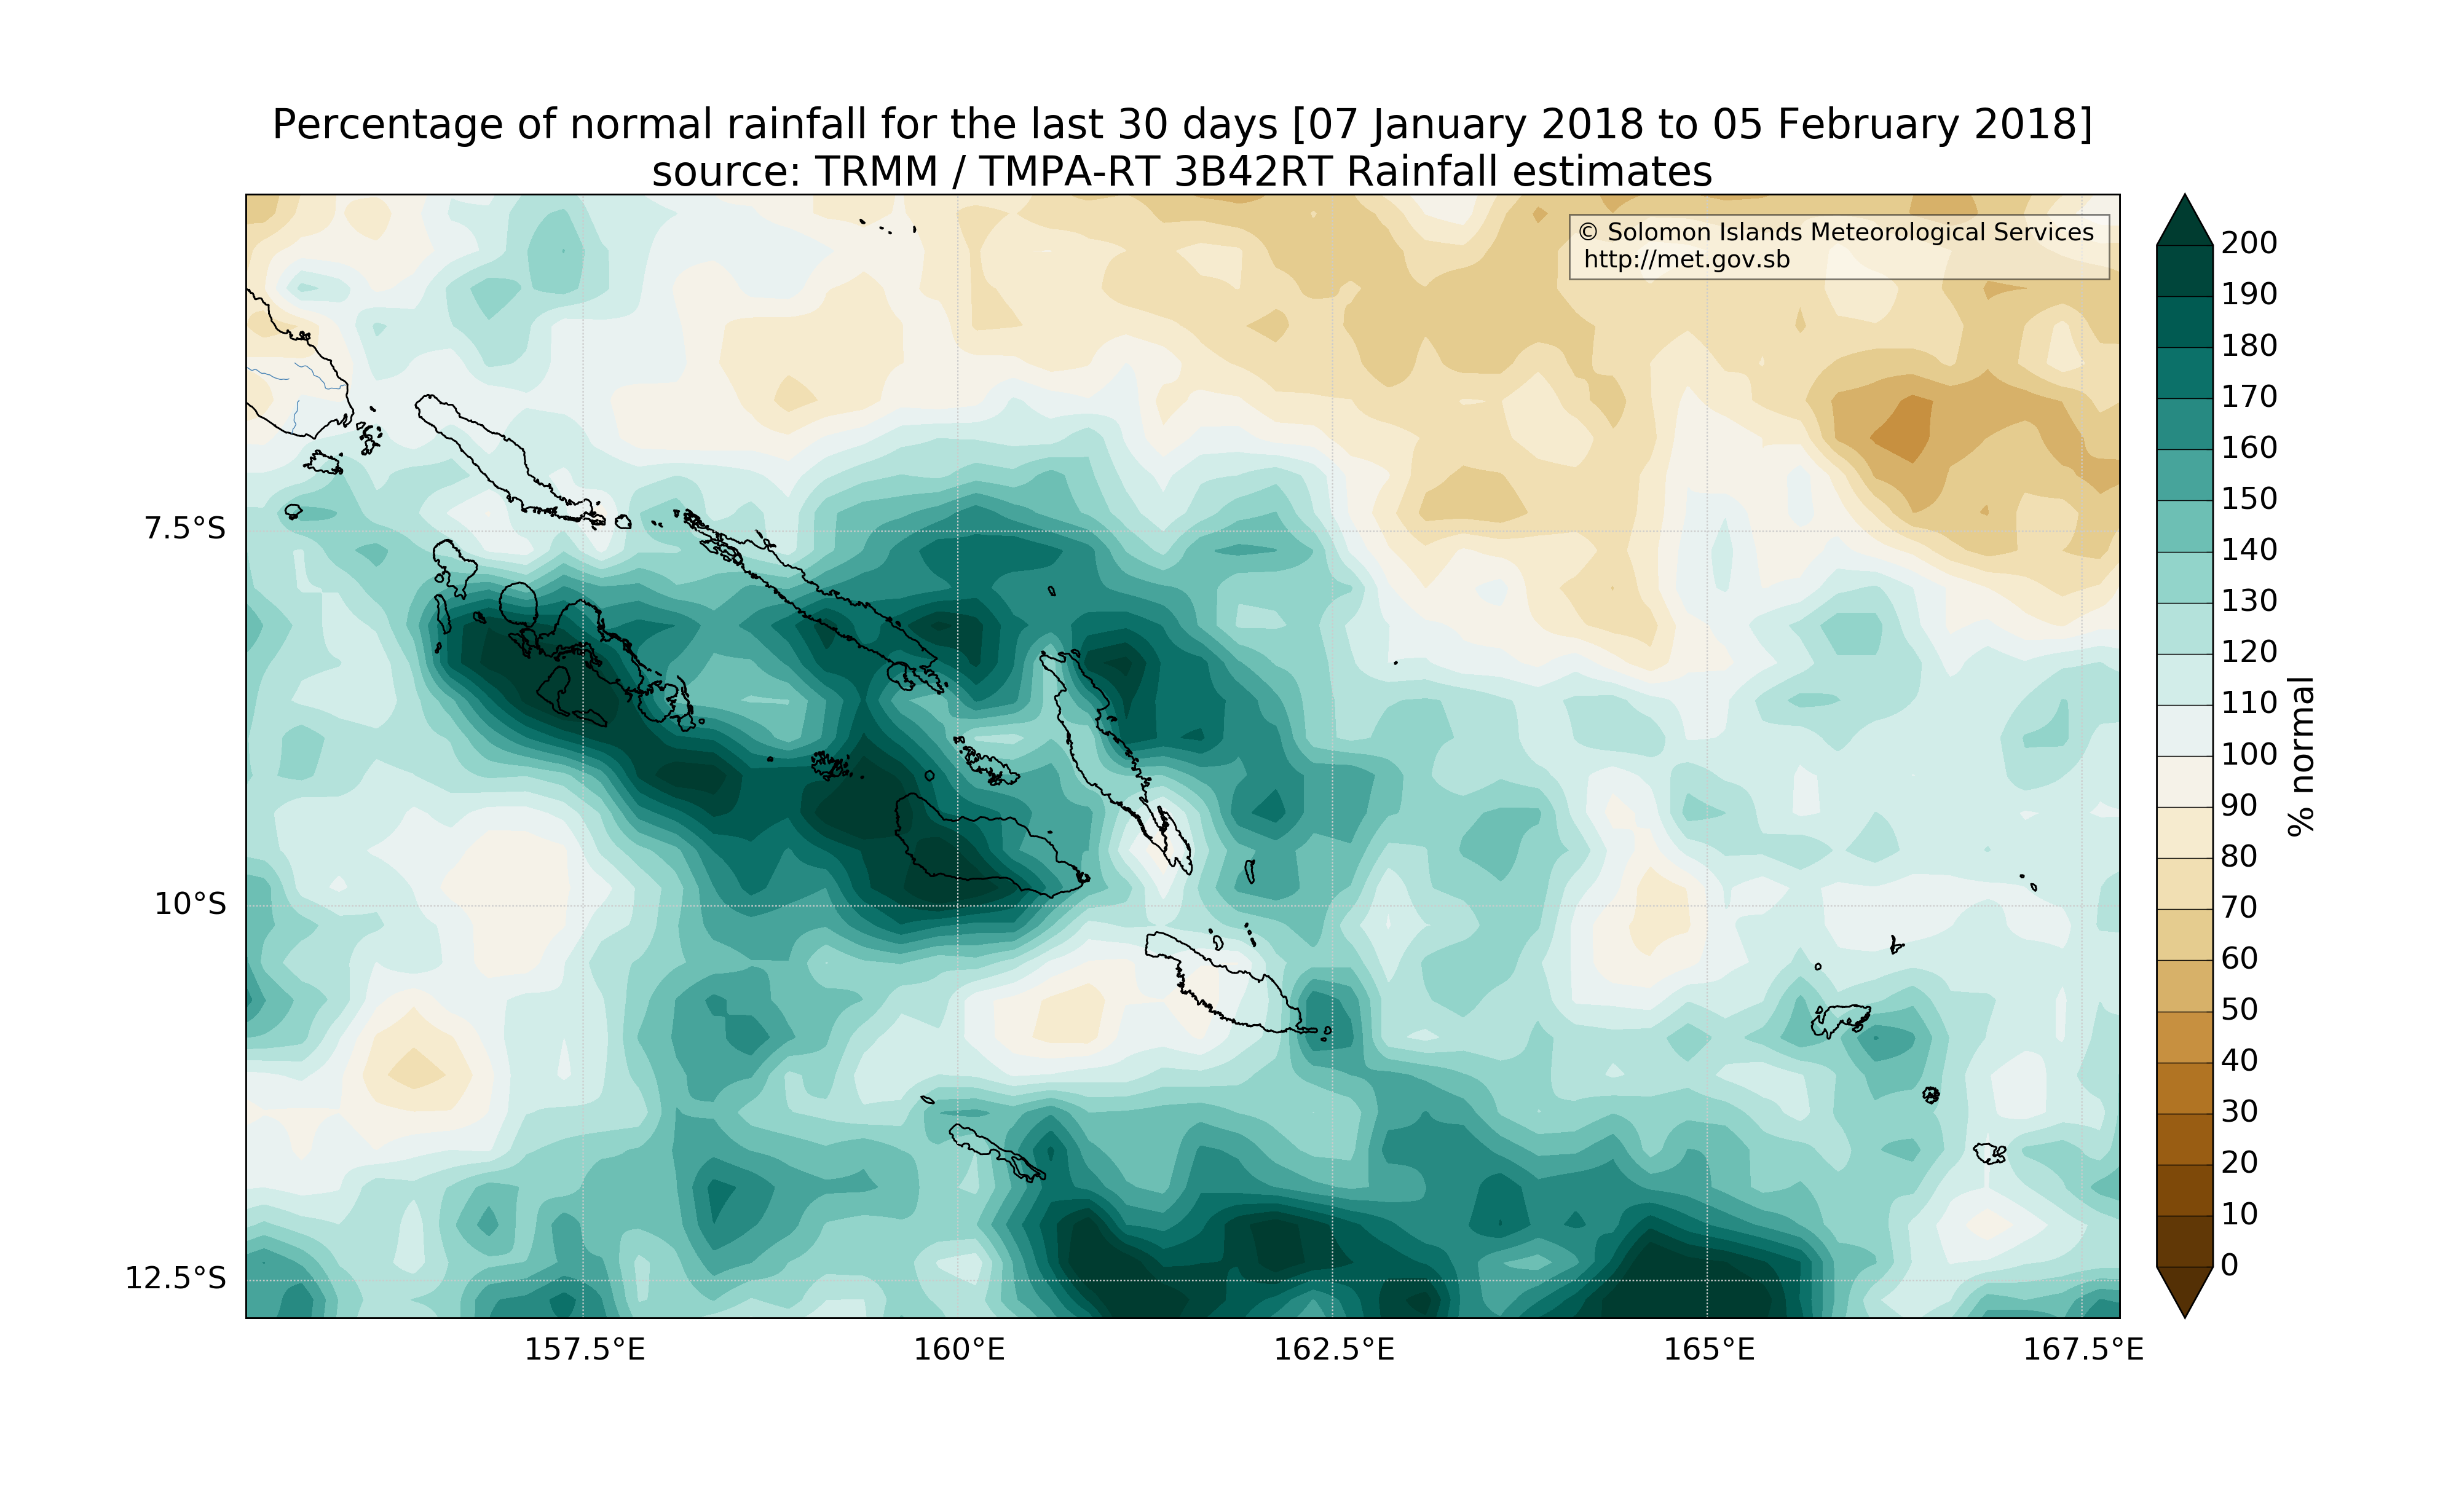 Percentage of normal rainfall for the last 30 days [07 January 2018 to 05 February 2018]
source: TRMM / TMPA-RT 3B42RT Rainfall estimates
© Solomon Islands Meteorological Services
http://met.gov.sb
7.5°S
10°S
12.5°S
157.5°E
160°E
162.5°E
165°E
167.5°E
200
190
180
170
160
150
140
130
120
110
100
90
80
70
60
50
40
30
20
10
0
% normal